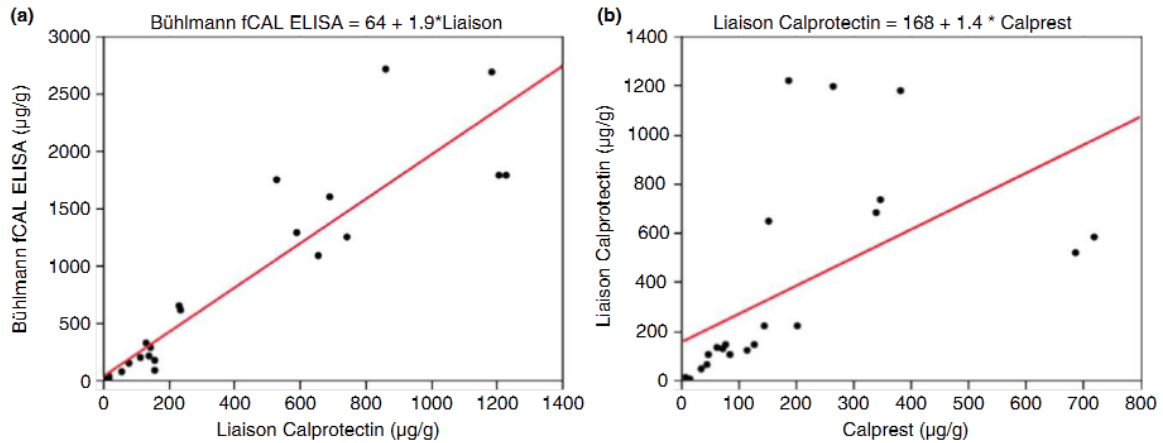 (a)
Bühlmann fCAL ELISA = 64 + 1.9*Liaison
3000
2500
2000
1500
1000
500
0
0 200 400 600 800 1000 1200 1400
Bühlmann fCAL ELISA (µg/g)
Liaison Calprotectin (µg/g)
(b)
Liaison Calprotectin = 168 + 1.4 * Calprest
1400
1200
1000
800
600
400
200
0
0 100 200 300 400 500 600 700 800
Liaison Calprotectin (µg/g)
Calprest (µg/g)